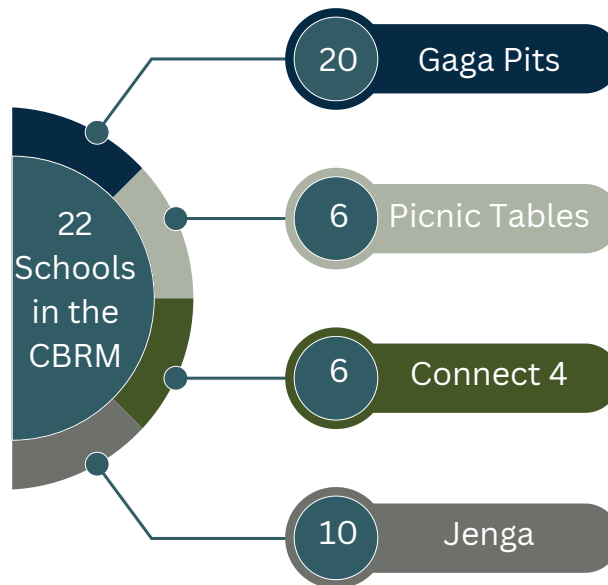 22
Schools
in the
CBRM
20 Gaga Pits
6 Picnic Tables
6 Connect 4
10 Jenga